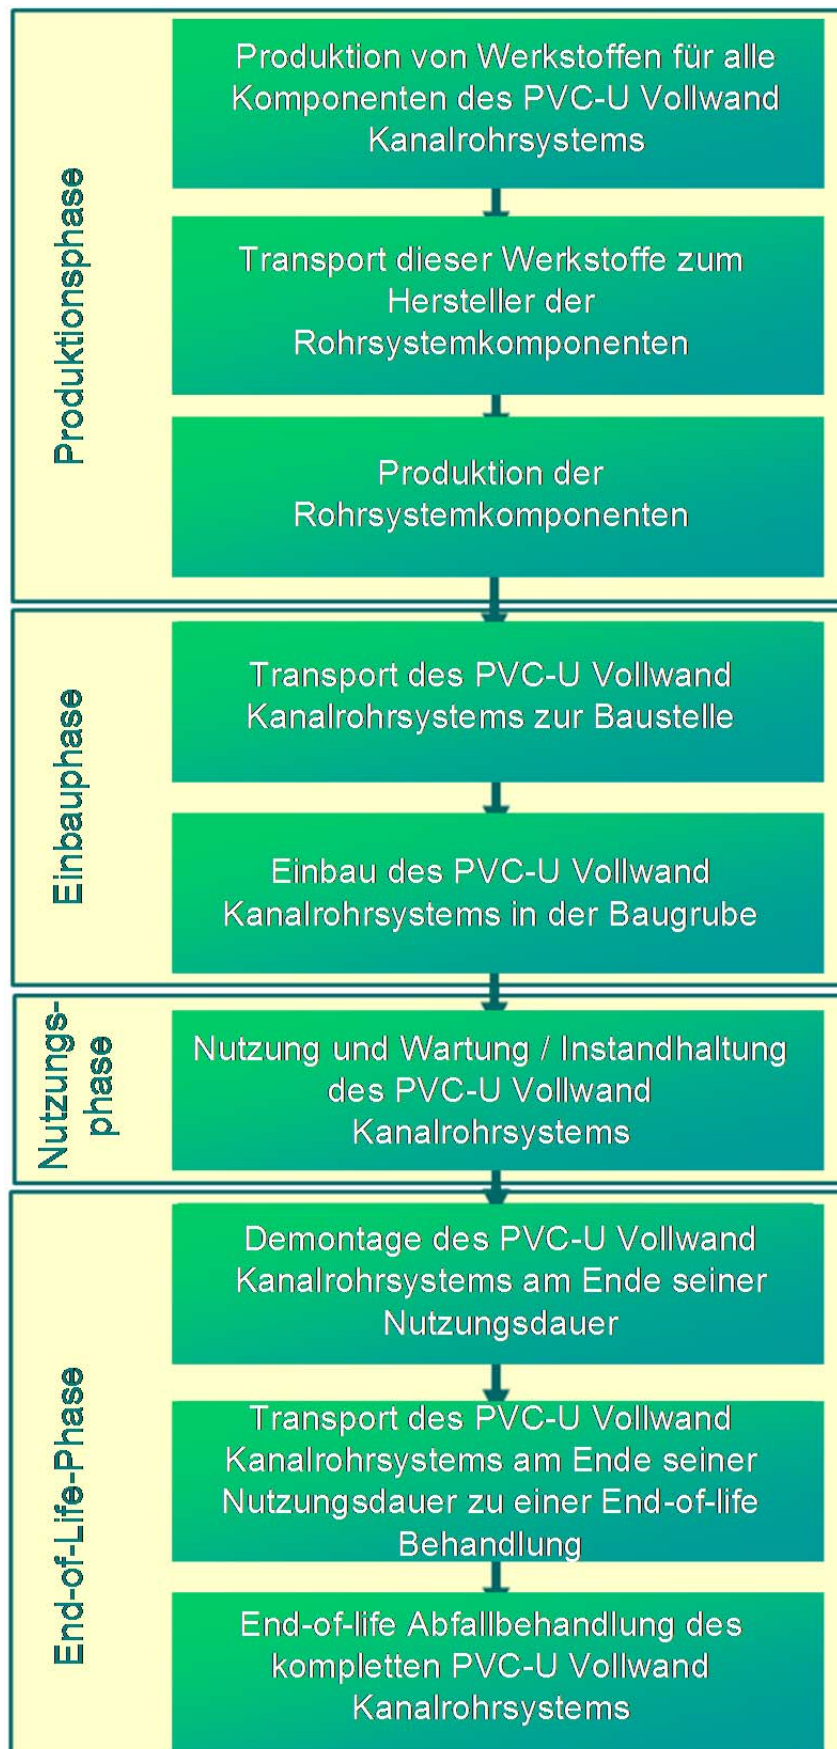 Produktionsphase
Produktion von Werkstoffen für alle
Komponenten des PVC-U Vollwand
Kanalrohrsystems
Transport dieser Werkstoffe zum
Hersteller der
Rohrsystemkomponenten
Produktion der
Rohrsystemkomponenten
Einbauphase
Transport des PVC-U Vollwand
Kanalrohrsystems zur Baustelle
Einbau des PVC-U Vollwand
Kanalrohrsystems in der Baugrube
Nutzungs-
phase
Nutzung und Wartung / Instandhaltung
des PVC-U Vollwand
Kanalrohrsystems
End-of-Life-Phase
Demontage des PVC-U Vollwand
Kanalrohrsystems am Ende seiner
Nutzungsdauer
Transport des PVC-U Vollwand
Kanalrohrsystems am Ende seiner
Nutzungsdauer zu einer End-of-life
Behandlung
End-of-life Abfallbehandlung des
kompletten PVC-U Vollwand
Kanalrohrsystems